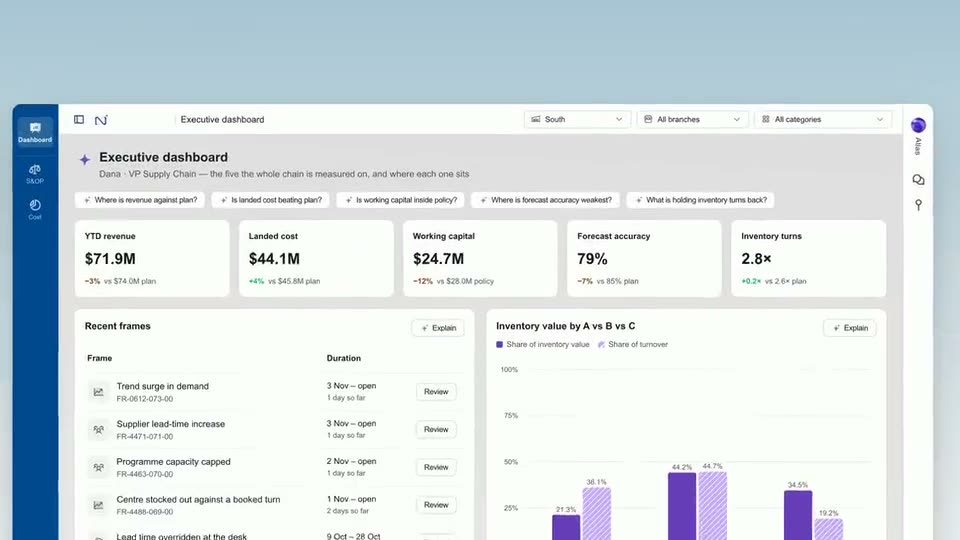 Executive dashboard
South
All branches
All categories
Dashboard
S&OP
Cost
Atlas
Executive dashboard
Dana · VP Supply Chain — the five the whole chain is measured on, and where each one sits
Where is revenue against plan?
Is landed cost beating plan?
Is working capital inside policy?
Where is forecast accuracy weakest?
What is holding inventory turns back?
YTD revenue
$71.9M
−3% vs $74.0M plan
Landed cost
$44.1M
+4% vs $45.8M plan
Working capital
$24.7M
−12% vs $28.0M policy
Forecast accuracy
79%
−7% vs 85% plan
Inventory turns
2.8×
+0.2× vs 2.6× plan
Recent frames
Explain
Frame
Duration
Trend surge in demand
FR-0612-073-00
3 Nov – open
1 day so far
Review
Supplier lead-time increase
FR-4471-071-00
3 Nov – open
1 day so far
Review
Programme capacity capped
FR-4463-070-00
2 Nov – open
1 day so far
Review
Centre stocked out against a booked turn
FR-4488-069-00
1 Nov – open
2 days so far
Review
Lead time overridden at the desk
9 Oct – 28 Oct
Inventory value by A vs B vs C
Explain
Share of inventory value
Share of turnover
100%
75%
50%
25%
21.3%
36.1%
44.2%
44.7%
34.5%
19.2%